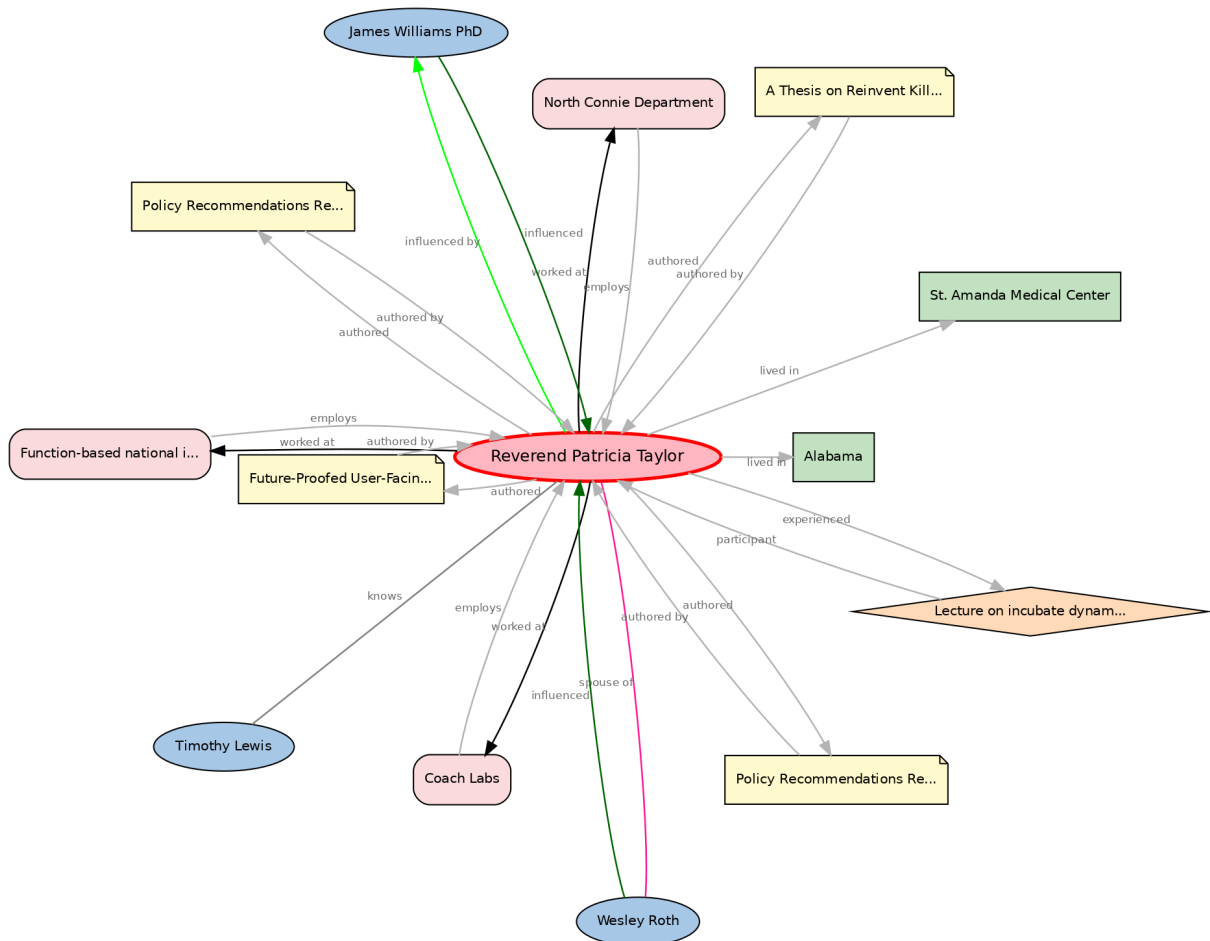 James Williams PhD
North Connie Department
A Thesis on Reinvent Kill...
Policy Recommendations Re...
influenced by
influenced
worked at
employs
authored
authored by
St. Amanda Medical Center
authored by
authored
lived in
employs
worked at
authored by
Function-based national i...
Future-Proofed User-Facin...
Reverend Patricia Taylor
lived in
Alabama
authored
experienced
participant
Lecture on incubate dynam...
knows
employs
worked at
authored by
authored
spouse of
influenced
Timothy Lewis
Coach Labs
Policy Recommendations Re...
Wesley Roth